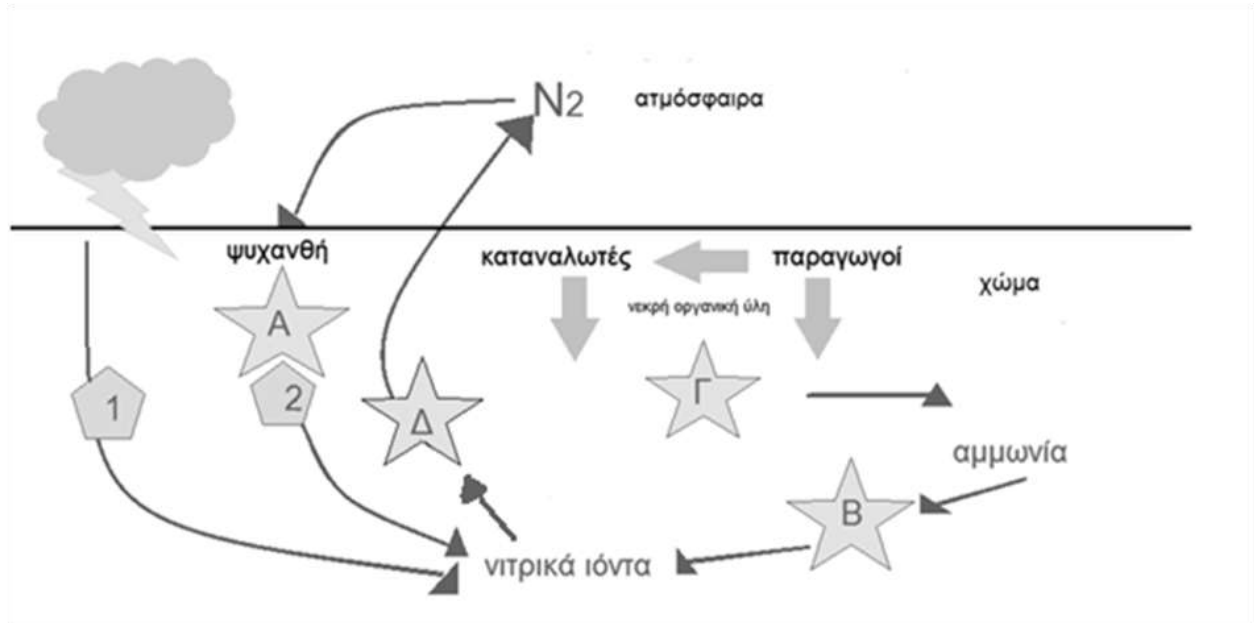 N2
ατμόσφαιρα
ψυχανθή
καταναλωτές
παραγωγοί
χώμα
νεκρή οργανική ύλη
Α
Γ
1
2
Δ
αμμωνία
Β
νιτρικά ιόντα